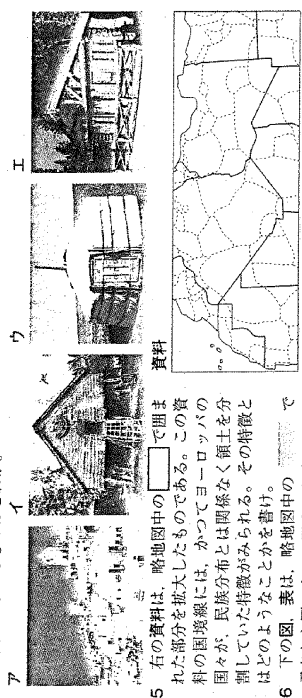 ア
イ
ウ
エ
5 右の資料は，略地図中の で囲ま
れた部分を拡大したものである。この資
料の国境線には，かつてヨーロッパの
国々が，民族分布とは関係なく領土を分
割していた特徴がみられる。その特徴と
はどのようなことかを書け。
資料
6 下の図，表は，略地図中の で